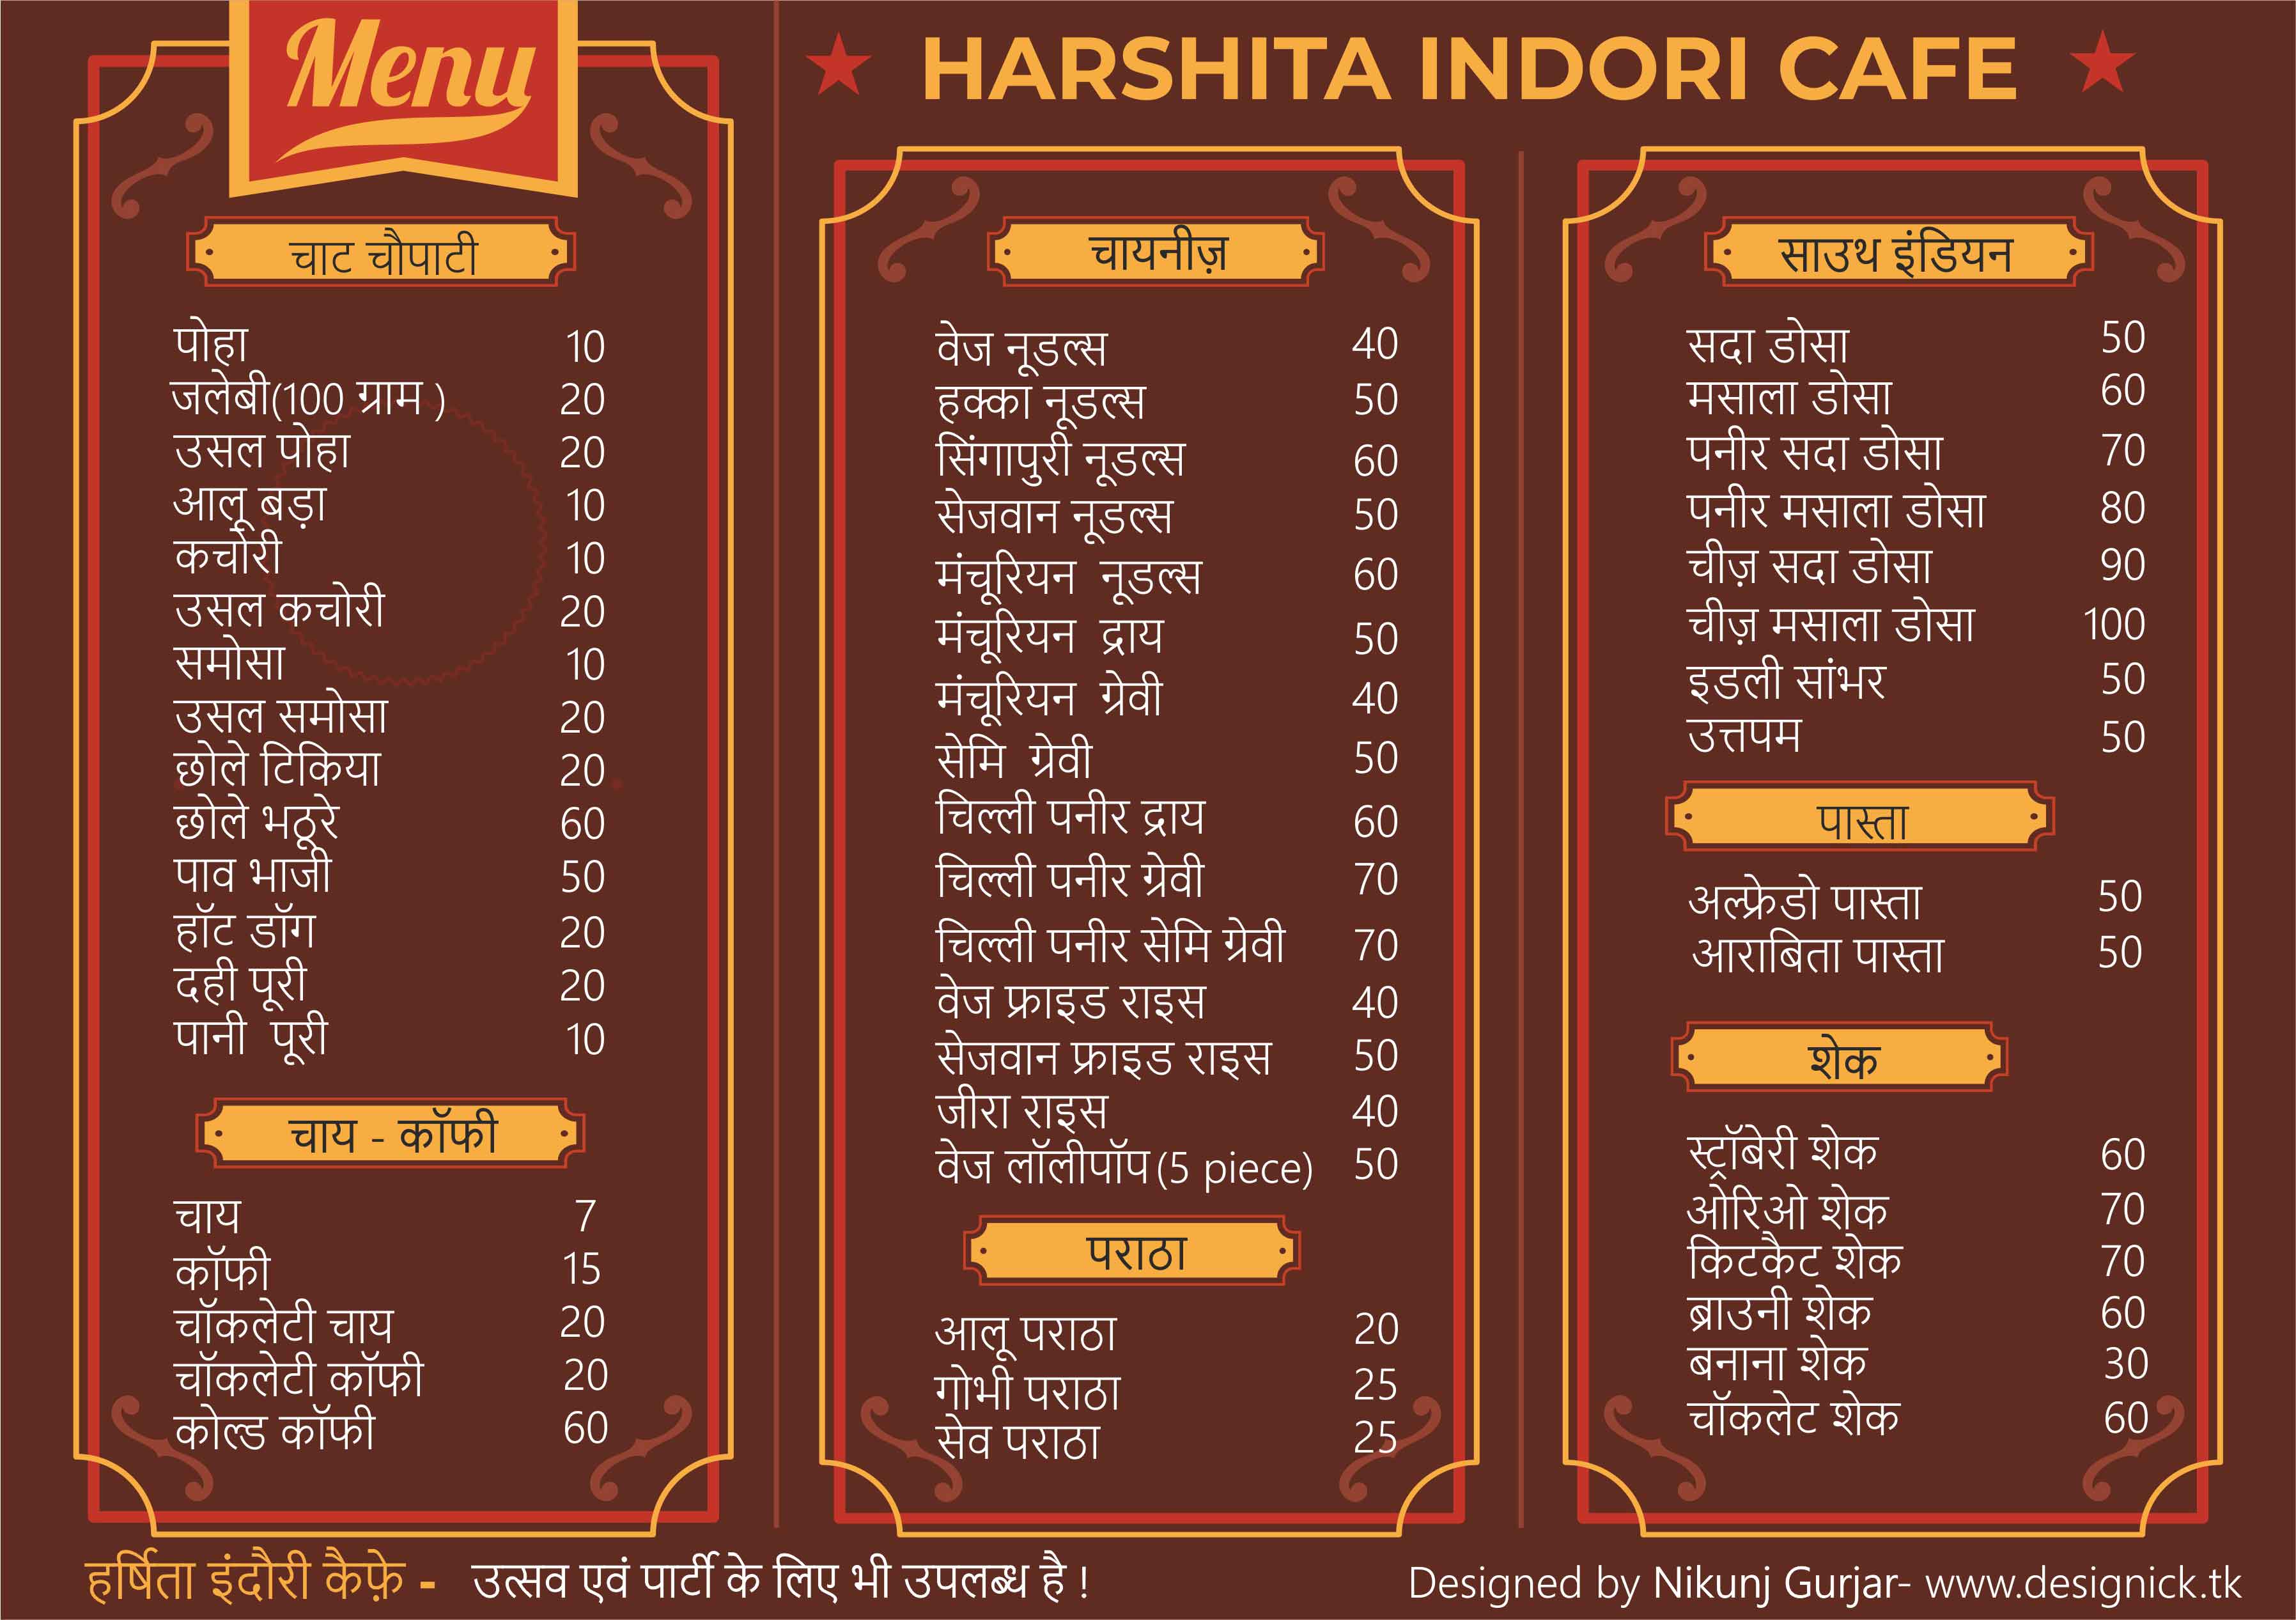 Menu
HARSHITA INDORI CAFE
चाट चौपाटी
पोहा 10
जलेबी(100 ग्राम ) 20
उसल पोहा 20
आलू बड़ा 10
कचोरी 10
उसल कचोरी 20
समोसा 10
उसल समोसा 20
छोले टिकिया 20
छोले भठूरे 60
पाव भाजी 50
हॉट डॉग 20
दही पूरी 20
पानी पूरी 10
चाय - कॉफी
चाय 7
कॉफी 15
चॉकलेटी चाय 20
चॉकलेटी कॉफी 20
कोल्ड कॉफी 60
चायनीज़
वेज नूडल्स 40
हक्का नूडल्स 50
सिंगापुरी नूडल्स 60
सेजवान नूडल्स 50
मंचूरियन नूडल्स 60
मंचूरियन द्राय 50
मंचूरियन ग्रेवी 40
सेमि ग्रेवी 50
चिल्ली पनीर द्राय 60
चिल्ली पनीर ग्रेवी 70
चिल्ली पनीर सेमि ग्रेवी 70
वेज फ्राइड राइस 40
सेजवान फ्राइड राइस 50
जीरा राइस 40
वेज लॉलीपॉप(5 piece) 50
पराठा
आलू पराठा 20
गोभी पराठा 25
सेव पराठा 25
साउथ इंडियन
सदा डोसा 50
मसाला डोसा 60
पनीर सदा डोसा 70
पनीर मसाला डोसा 80
चीज़ सदा डोसा 90
चीज़ मसाला डोसा 100
इडली सांभर 50
उत्तपम 50
पास्ता
अल्फ्रेडो पास्ता 50
आराबिता पास्ता 50
शेक
स्ट्रॉबेरी शेक 60
ओरिओ शेक 70
किटकैट शेक 70
ब्राउनी शेक 60
बनाना शेक 30
चॉकलेट शेक 60
हर्षिता इंदौरी कैफ़े - उत्सव एवं पार्टी के लिए भी उपलब्ध है !
Designed by Nikunj Gurjar- www.designick.tk